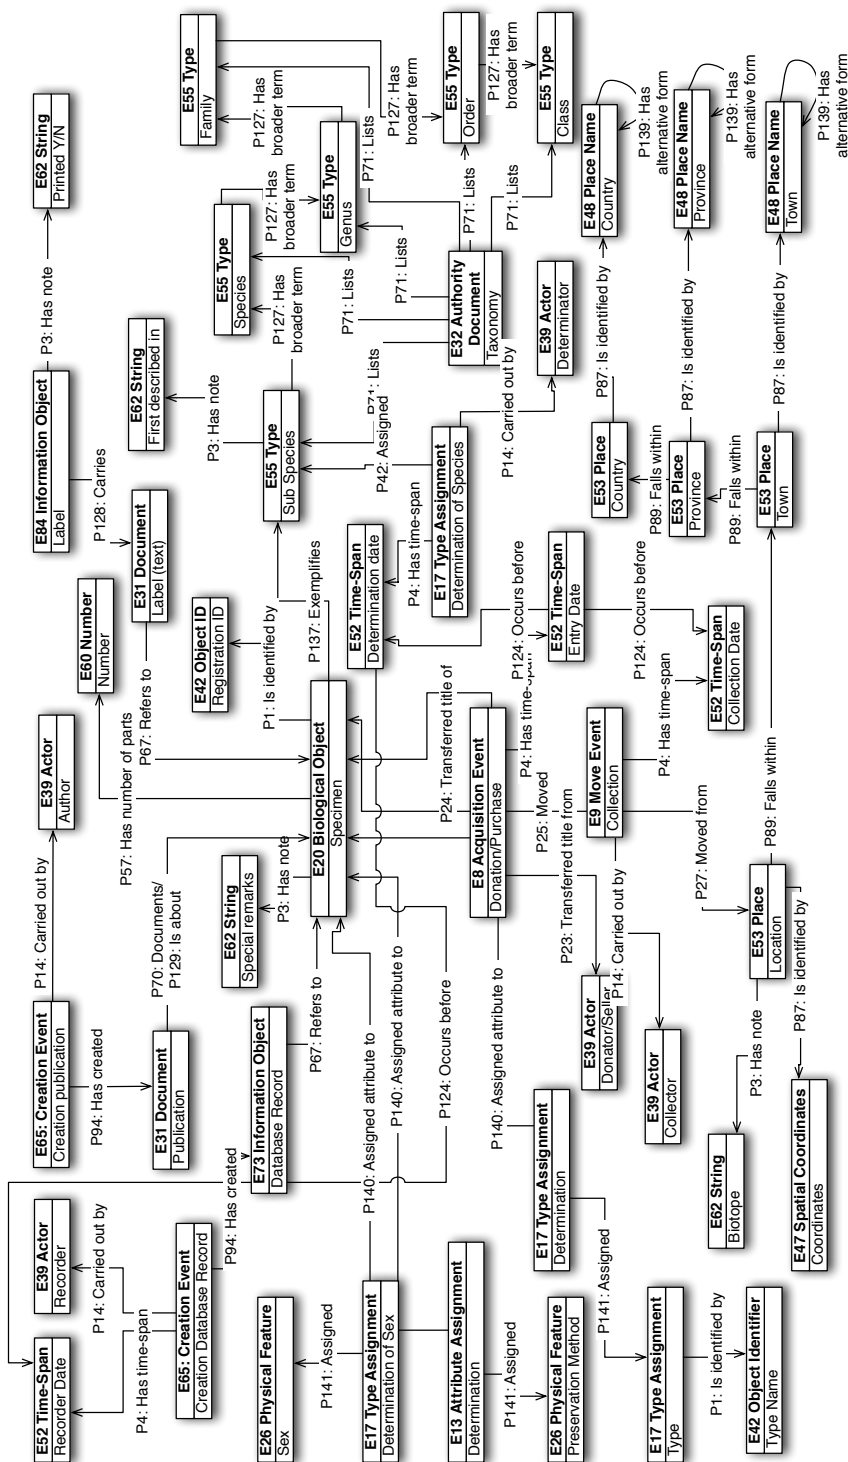 E62 String
Printed Y/N
P3: Has note
E84 Information Object
Label
P128: Carries
E31 Document
Label (text)
P67: Refers to
E60 Number
Number
P57: Has number of parts
E39 Actor
Author
P14: Carried out by
E65: Creation Event
Creation publication
P94: Has created
E31 Document
Publication
P70: Documents/
P129: Is about
E39 Actor
Recorder
P14: Carried out by
E52 Time-Span
Recorder Date
P4: Has time-span
E65: Creation Event
Creation Database Record
P94: Has created
E73 Information Object
Database Record
P67: Refers to
E62 String
Special remarks
P3: Has note
E42 Object ID
Registration ID
P1: Is identified by
E20 Biological Object
Specimen
P137: Exemplifies
E62 String
First described in
P3: Has note
E55 Type
Sub Species
P127: Has
broader term
E55 Type
Species
P127: Has
broader term
E55 Type
Genus
P127: Has
broader term
E55 Type
Family
P127: Has
broader term
E55 Type
Order
P127: Has
broader term
E55 Type
Class
P71: Lists
P71: Lists
P71: Lists
P71: Lists
P71: Lists
P71: Lists
E32 Authority
Document
Taxonomy
P42: Assigned
E17 Type Assignment
Determination of Species
P14: Carried out by
E39 Actor
Determinator
P4: Has time-span
E52 Time-Span
Determination date
P124: Occurs before
E52 Time-Span
Entry Date
P124: Occurs before
E52 Time-Span
Collection Date
P4: Has time-span
P4: Has time-span
P24: Transferred title of
E8 Acquisition Event
Donation/Purchase
P25: Moved
E9 Move Event
Collection
P23: Transferred title from
E39 Actor
Donator/Seller
P14: Carried out by
E39 Actor
Collector
P27: Moved from
E53 Place
Location
P89: Falls within
P3: Has note
E62 String
Biotope
P87: Is identified by
E47 Spatial Coordinates
Coordinates
E53 Place
Country
P89: Falls within
E53 Place
Province
P89: Falls within
E53 Place
Town
P87: Is identified by
P87: Is identified by
P87: Is identified by
E48 Place Name
Country
P139: Has
alternative form
E48 Place Name
Province
P139: Has
alternative form
E48 Place Name
Town
P139: Has
alternative form
P124: Occurs before
P140: Assigned attribute to
P140: Assigned attribute to
P140: Assigned attribute to
E26 Physical Feature
Sex
P141: Assigned
E17 Type Assignment
Determination of Sex
E13 Attribute Assignment
Determination
P141: Assigned
E26 Physical Feature
Preservation Method
E17 Type Assignment
Determination
P141: Assigned
E17 Type Assignment
Type
P1: Is identified by
E42 Object Identifier
Type Name